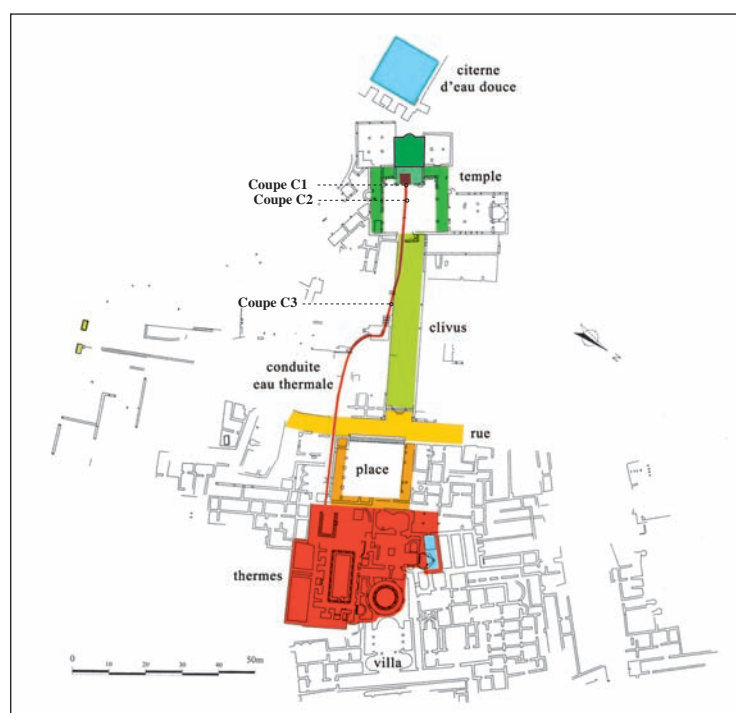 citerne
d'eau douce
temple
Coupe C1
Coupe C2
Coupe C3
clivus
N
conduite
eau thermale
rue
place
thermes
villa
0 10 20 30 40 50m